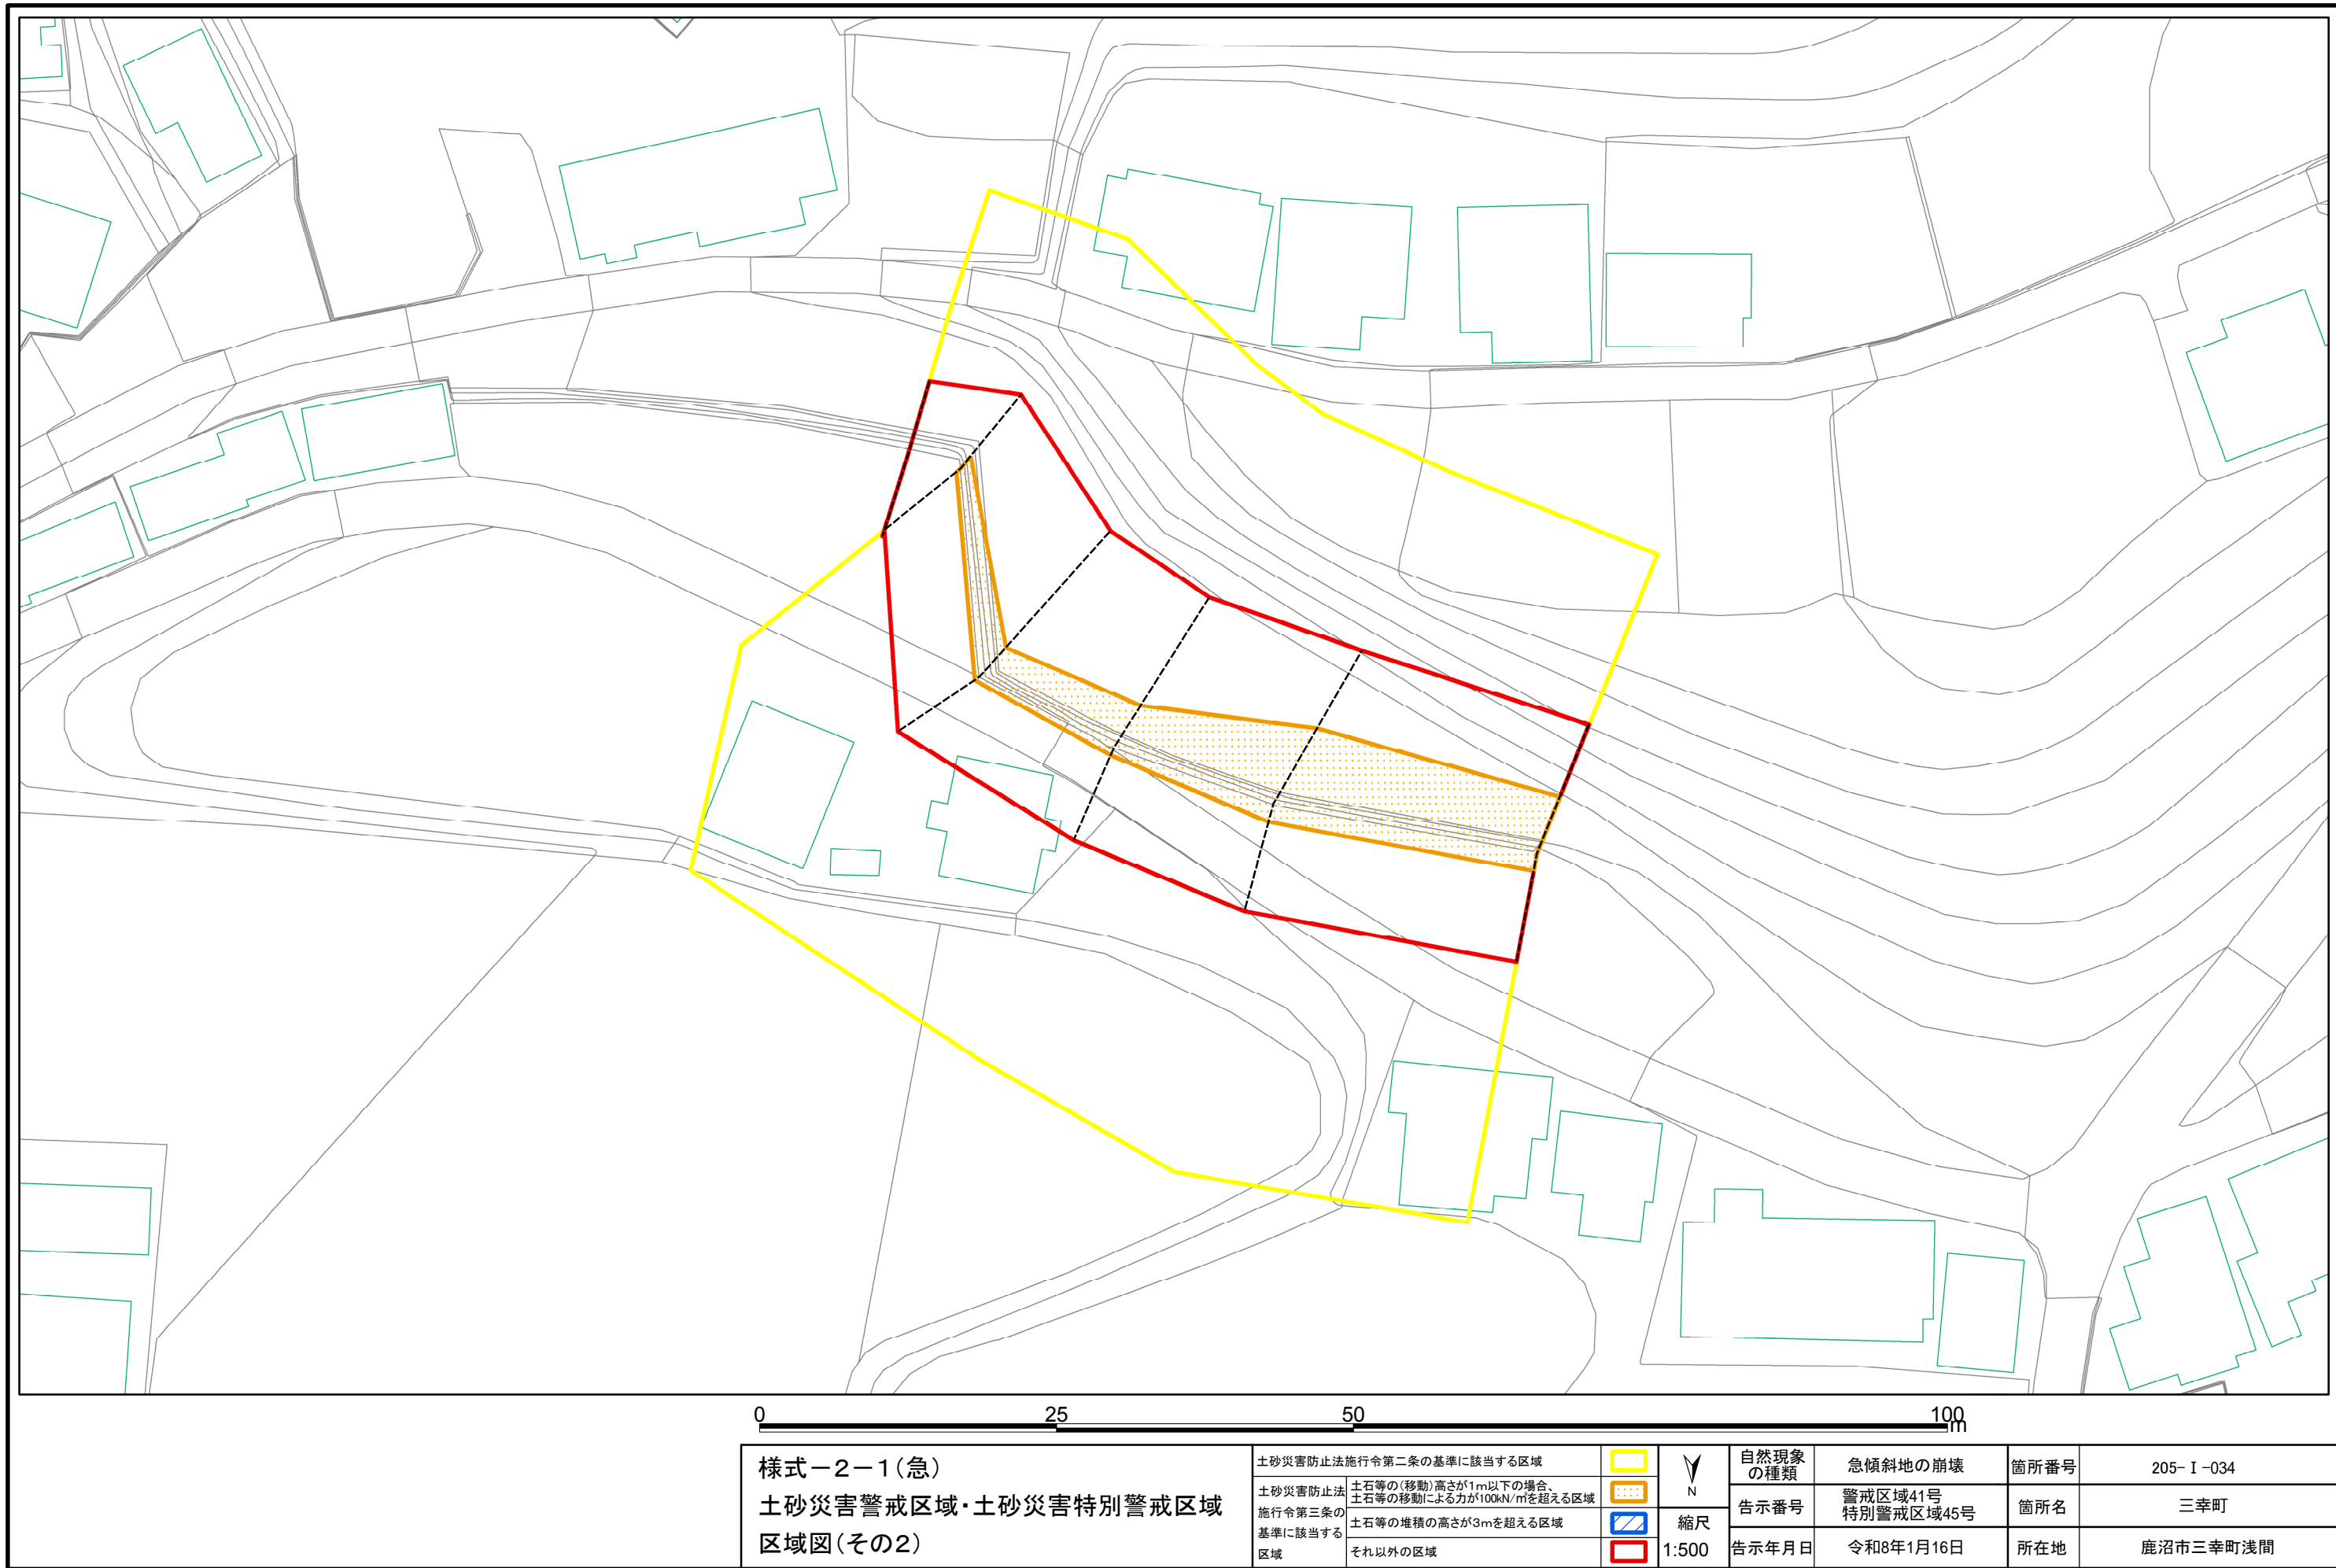 0 25 50 100
m
様式－2－1(急)
土砂災害警戒区域・土砂災害特別警戒区域
区域図(その2)
土砂災害防止法施行令第二条の基準に該当する区域
土砂災害防止法
施行令第三条の
基準に該当する
区域
土石等の(移動)高さが1m以下の場合、
土石等の移動による力が100kN/㎡を超える区域
土石等の堆積の高さが3mを超える区域
それ以外の区域
N
縮尺
1:500
自然現象
の種類
急傾斜地の崩壊
箇所番号
205-Ⅰ-034
告示番号
警戒区域41号
特別警戒区域45号
箇所名
三幸町
告示年月日
令和8年1月16日
所在地
鹿沼市三幸町浅間